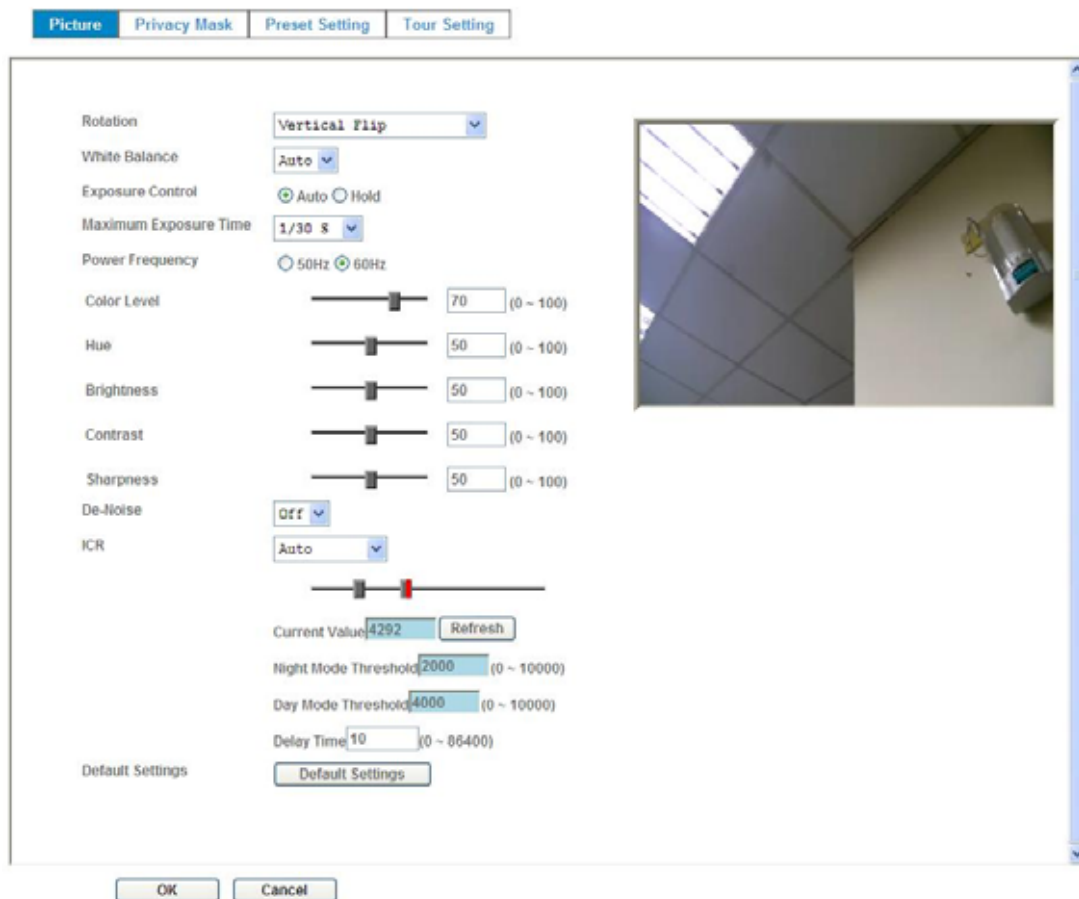 Picture Privacy Mask Preset Setting Tour Setting
Rotation Vertical Flip
White Balance Auto
Exposure Control Auto Hold
Maximum Exposure Time 1/30 S
Power Frequency 50Hz 60Hz
Color Level 70 (0 ~ 100)
Hue 50 (0 ~ 100)
Brightness 50 (0 ~ 100)
Contrast 50 (0 ~ 100)
Sharpness 50 (0 ~ 100)
De-Noise Off
ICR Auto
Current Value 4292 Refresh
Night Mode Threshold 2000 (0 ~ 10000)
Day Mode Threshold 4000 (0 ~ 10000)
Delay Time 10 (0 ~ 86400)
Default Settings Default Settings
OK Cancel